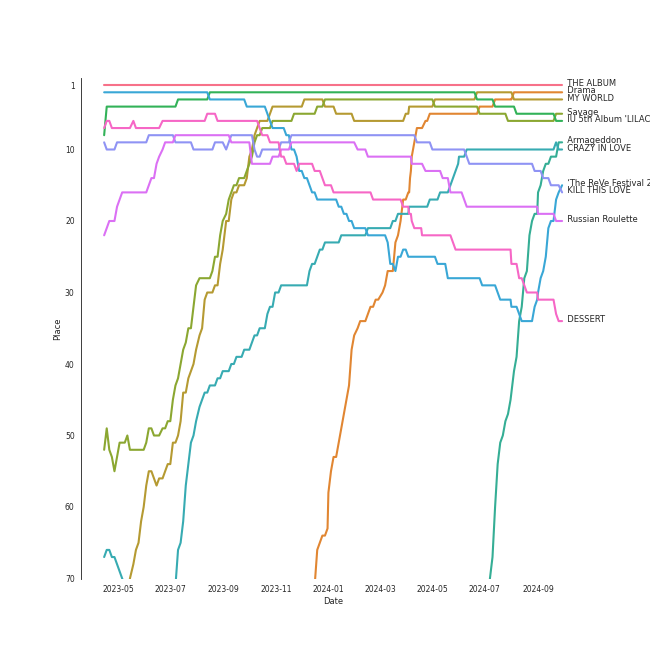 1
10
20
30
40
50
60
70
Place
2023-05
2023-07
2023-09
2023-11
2024-01
2024-03
2024-05
2024-07
2024-09
Date
THE ALBUM
Drama
MY WORLD
Savage
IU 5th Album 'LILAC
Armageddon
CRAZY IN LOVE
'The ReVe Festival 2
KILL THIS LOVE
Russian Roulette
DESSERT